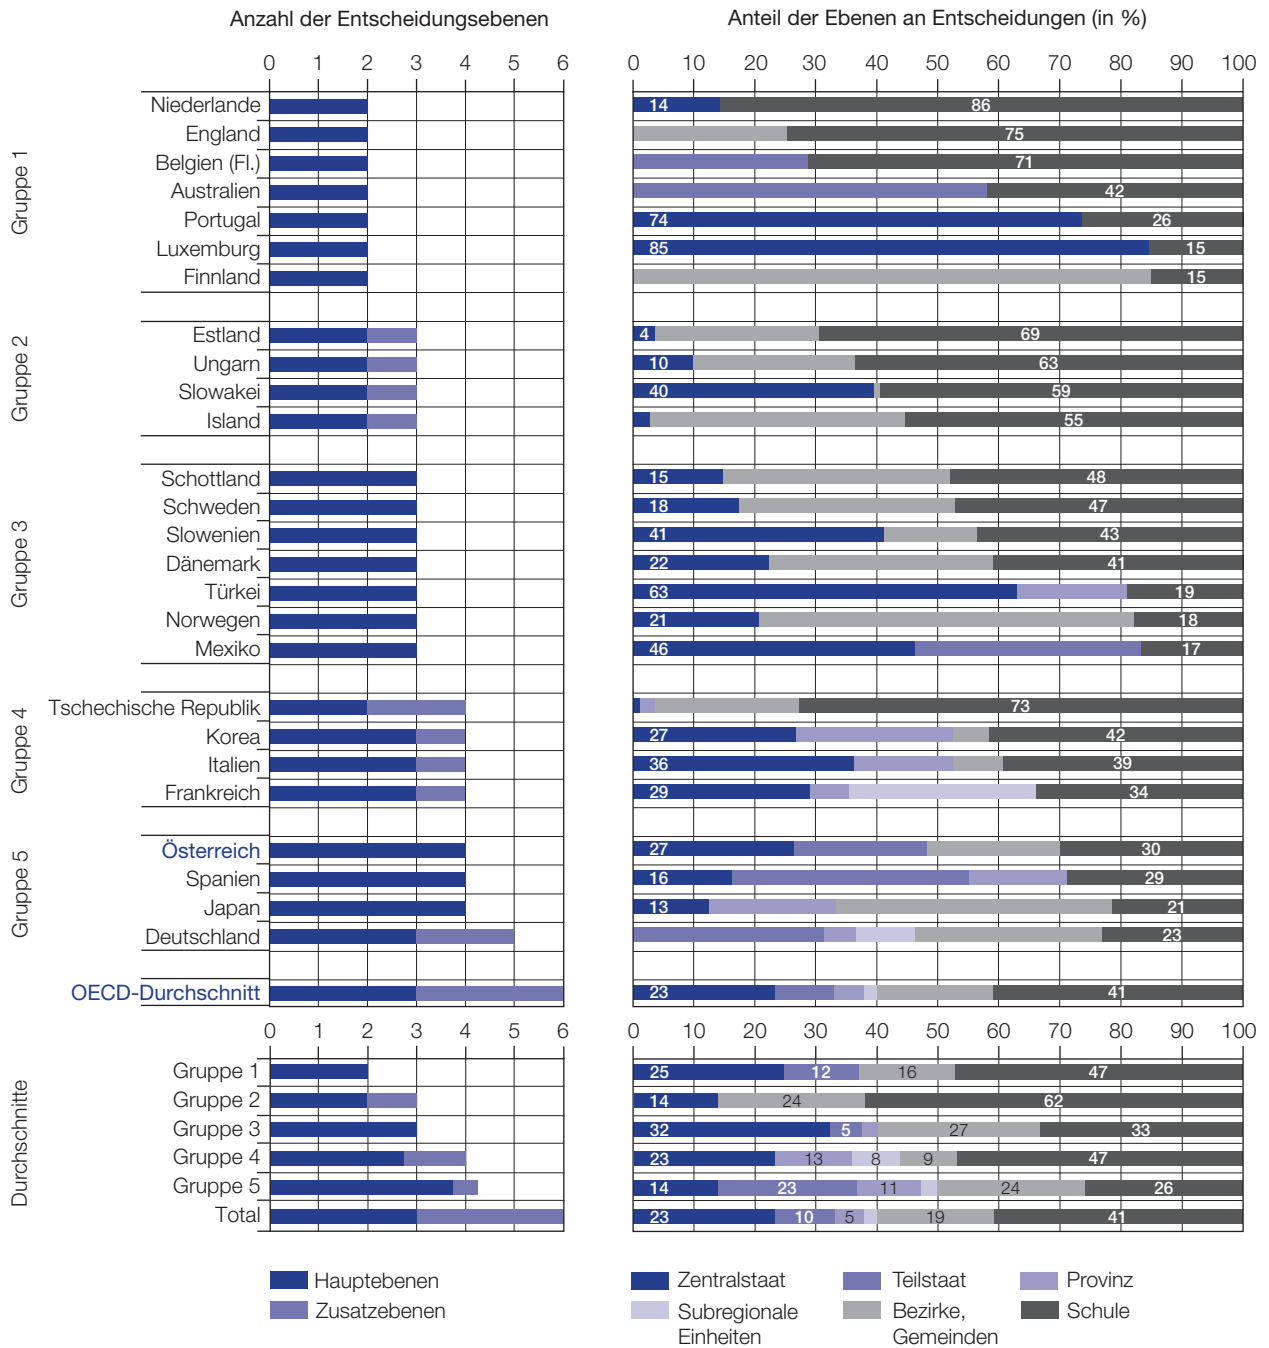 Anzahl der Entscheidungsebenen
Anteil der Ebenen an Entscheidungen (in %)
0 1 2 3 4 5 6
0 10 20 30 40 50 60 70 80 90 100
Gruppe 1
Niederlande 14 86
England 75
Belgien (Fl.) 71
Australien 42
Portugal 74 26
Luxemburg 85 15
Finnland 15
Gruppe 2
Estland 4 69
Ungarn 10 63
Slowakei 40 59
Island 55
Gruppe 3
Schottland 15 48
Schweden 18 47
Slowenien 41 43
Dänemark 22 41
Türkei 63 19
Norwegen 21 18
Mexiko 46 17
Gruppe 4
Tschechische Republik 73
Korea 27 42
Italien 36 39
Frankreich 29 34
Gruppe 5
Österreich 27 30
Spanien 16 29
Japan 13 21
Deutschland 23
OECD-Durchschnitt 23 41
0 1 2 3 4 5 6
0 10 20 30 40 50 60 70 80 90 100
Durchschnitte
Gruppe 1 25 12 16 47
Gruppe 2 14 24 62
Gruppe 3 32 5 27 33
Gruppe 4 23 13 8 9 47
Gruppe 5 14 23 11 24 26
Total 23 10 5 19 41
Hauptebenen
Zusatzebenen
Zentralstaat
Teilstaat
Provinz
Subregionale
Einheiten
Bezirke,
Gemeinden
Schule